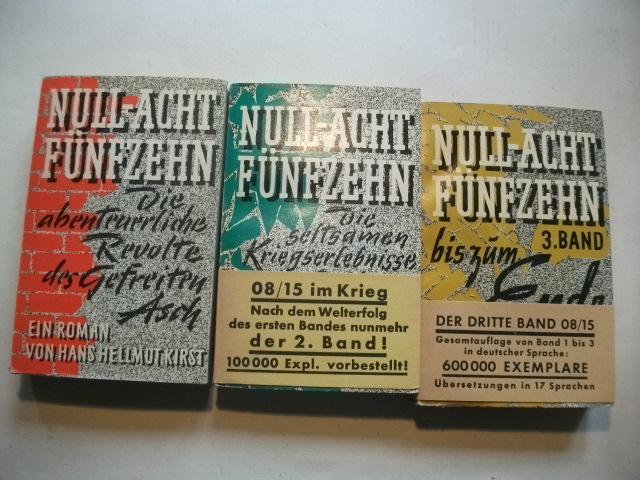 NULL-ACHT
FÜNFZEHN
Die
abenteuerliche
Revolte
des Gefreiten
Asch
EIN ROMAN
VON HANS HELLMUT KIRST
NULL-ACHT
FÜNFZEHN
Die
seltsamen
Kriegserlebnisse
08/15 im Krieg
Nach dem Welterfolg
des ersten Bandes nunmehr
der 2. Band!
100000 Expl. vorbestellt!
NULL-ACHT
FÜNFZEHN
3. BAND
bis zum
Ende
DER DRITTE BAND 08/15
Gesamtauflage von Band 1 bis 3
in deutscher Sprache:
600000 EXEMPLARE
Übersetzungen in 17 Sprachen